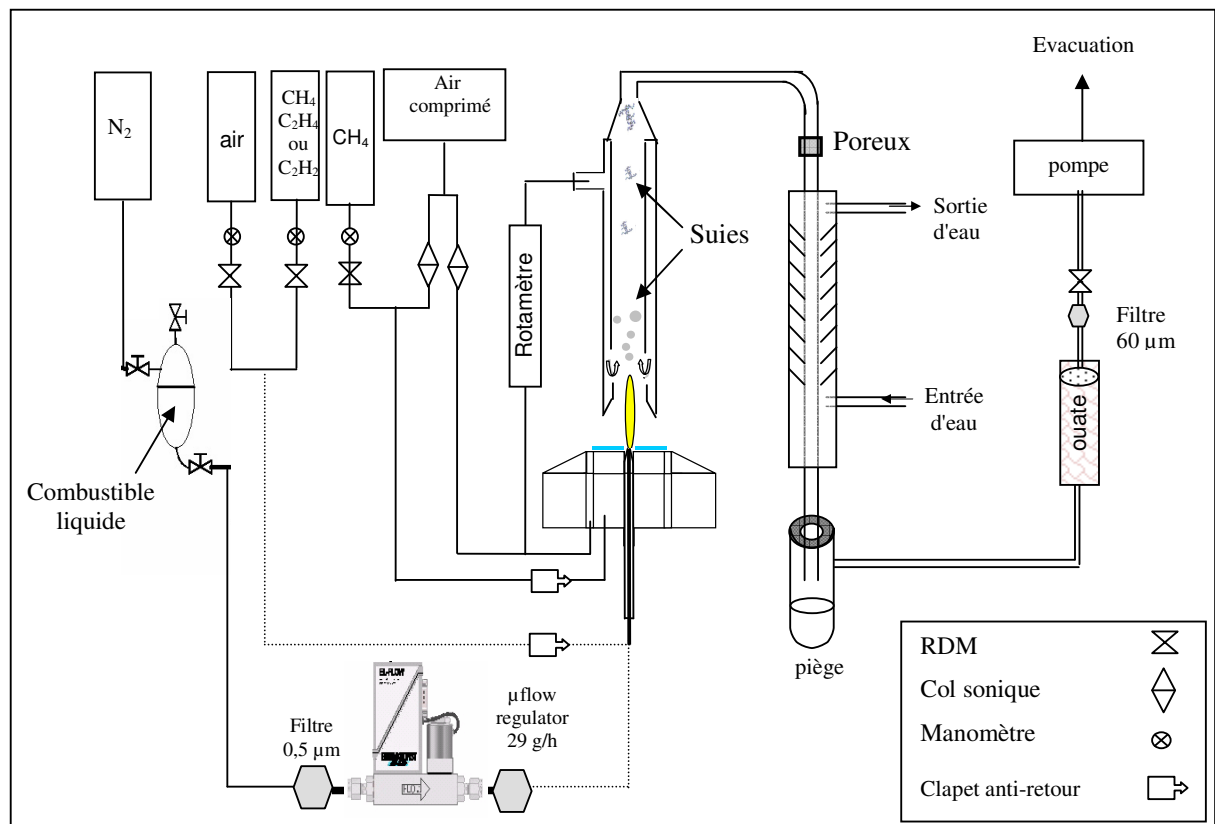 Evacuation
N₂
air
CH₄
C₂H₄
ou
C₂H₂
CH₄
Air
comprimé
Poreux
pompe
Sortie
d'eau
Suies
Rotamètre
Filtre
60 µm
Entrée
d'eau
ouate
Combustible
liquide
piège
µflow
regulator
29 g/h
Filtre
0,5 µm
RDM
Col sonique
Manomètre
Clapet anti-retour